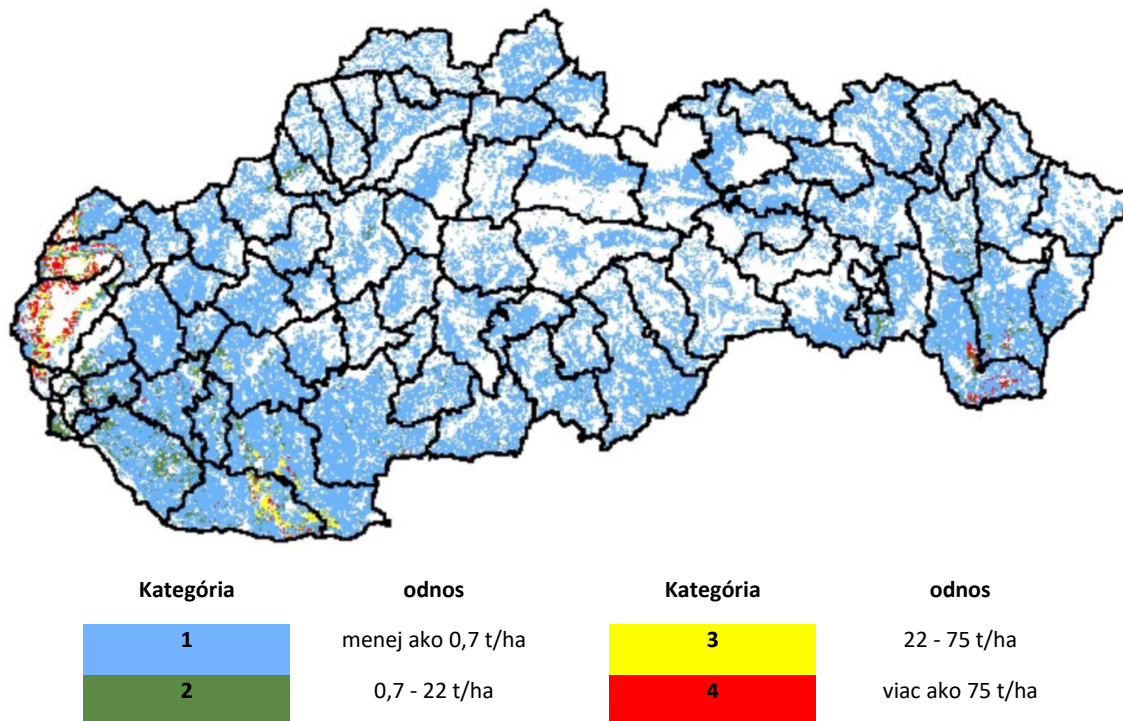 Kategória odnos Kategória odnos
1 menej ako 0,7 t/ha 3 22 - 75 t/ha
2 0,7 - 22 t/ha 4 viac ako 75 t/ha